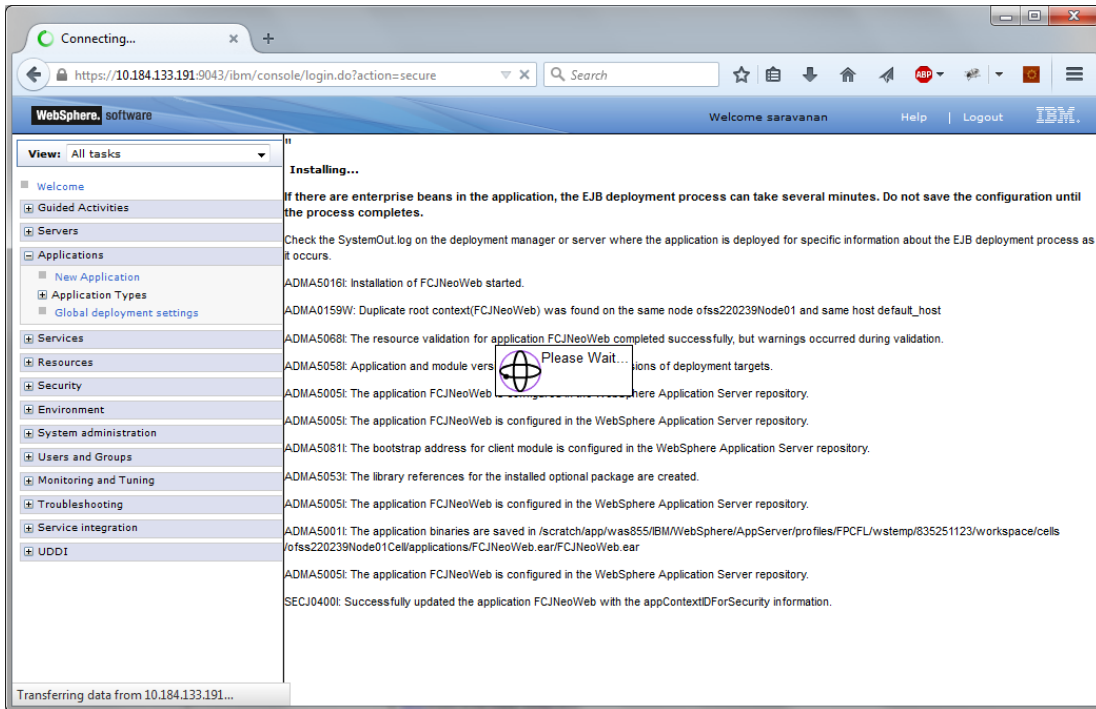 Connecting...
https://10.184.133.191:9043/ibm/console/login.do?action=secure
Search
ABP
WebSphere. software
Welcome saravanan
Help | Logout
IBM.
View: All tasks
Welcome
Guided Activities
Servers
Applications
New Application
Application Types
Global deployment settings
Services
Resources
Security
Environment
System administration
Users and Groups
Monitoring and Tuning
Troubleshooting
Service integration
UDDI
"
Installing...
If there are enterprise beans in the application, the EJB deployment process can take several minutes. Do not save the configuration until
the process completes.
Check the SystemOut.log on the deployment manager or server where the application is deployed for specific information about the EJB deployment process as
it occurs.
ADMA5016I: Installation of FCJNeoWeb started.
ADMA0159W: Duplicate root context(FCJNeoWeb) was found on the same node ofss220239Node01 and same host default_host
ADMA5068I: The resource validation for application FCJNeoWeb completed successfully, but warnings occurred during validation.
ADMA5058I: Application and module vers
Please Wait...
ions of deployment targets.
ADMA5005I: The application FCJNeoWeb is configured in the WebSphere Application Server repository.
ADMA5005I: The application FCJNeoWeb is configured in the WebSphere Application Server repository.
ADMA5081I: The bootstrap address for client module is configured in the WebSphere Application Server repository.
ADMA5053I: The library references for the installed optional package are created.
ADMA5005I: The application FCJNeoWeb is configured in the WebSphere Application Server repository.
ADMA5001I: The application binaries are saved in /scratch/app/was855/IBM/WebSphere/AppServer/profiles/FPCFL/wstemp/835251123/workspace/cells
/ofss220239Node01Cell/applications/FCJNeoWeb.ear/FCJNeoWeb.ear
ADMA5005I: The application FCJNeoWeb is configured in the WebSphere Application Server repository.
SECJ0400I: Successfully updated the application FCJNeoWeb with the appContextIDForSecurity information.
Transferring data from 10.184.133.191...